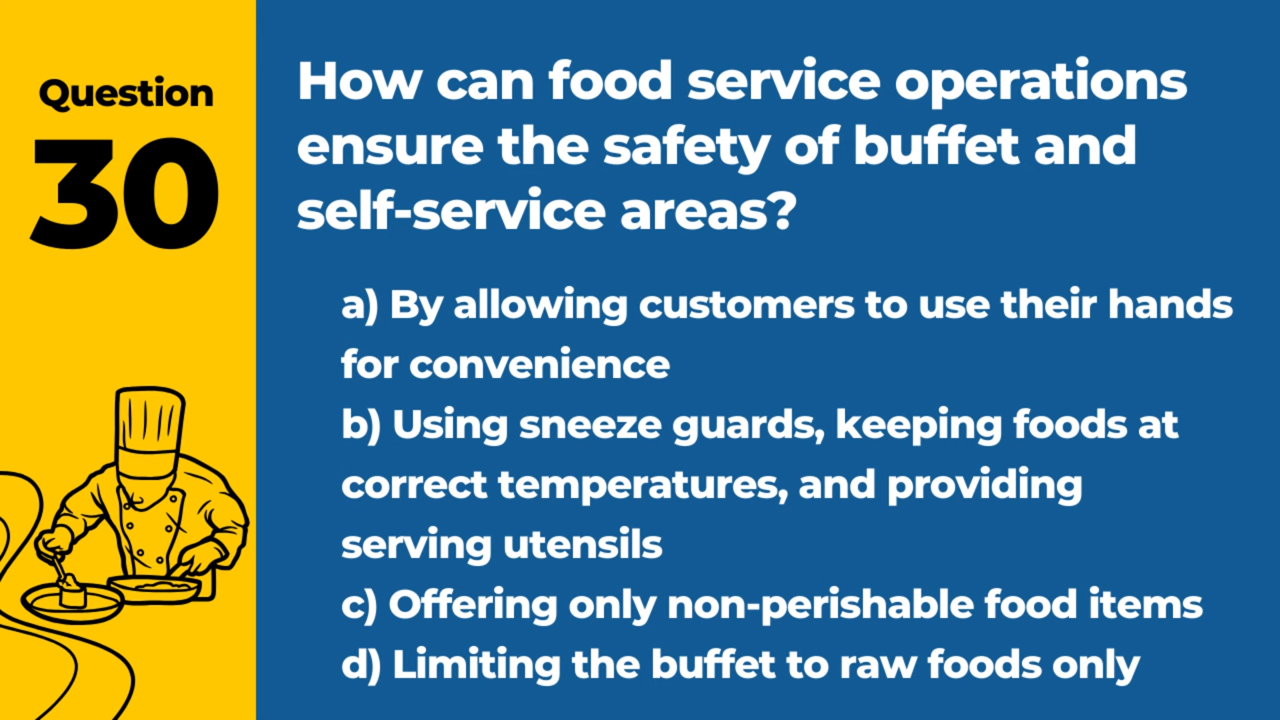 Question
30
How can food service operations
ensure the safety of buffet and
self-service areas?
a) By allowing customers to use their hands
for convenience
b) Using sneeze guards, keeping foods at
correct temperatures, and providing
serving utensils
c) Offering only non-perishable food items
d) Limiting the buffet to raw foods only